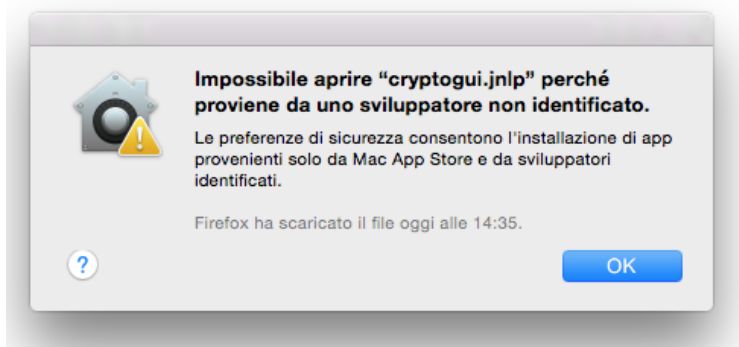 Impossibile aprire “cryptogui.jnlp” perché
proviene da uno sviluppatore non identificato.
Le preferenze di sicurezza consentono l'installazione di app
provenienti solo da Mac App Store e da sviluppatori
identificati.
Firefox ha scaricato il file oggi alle 14:35.
?
OK